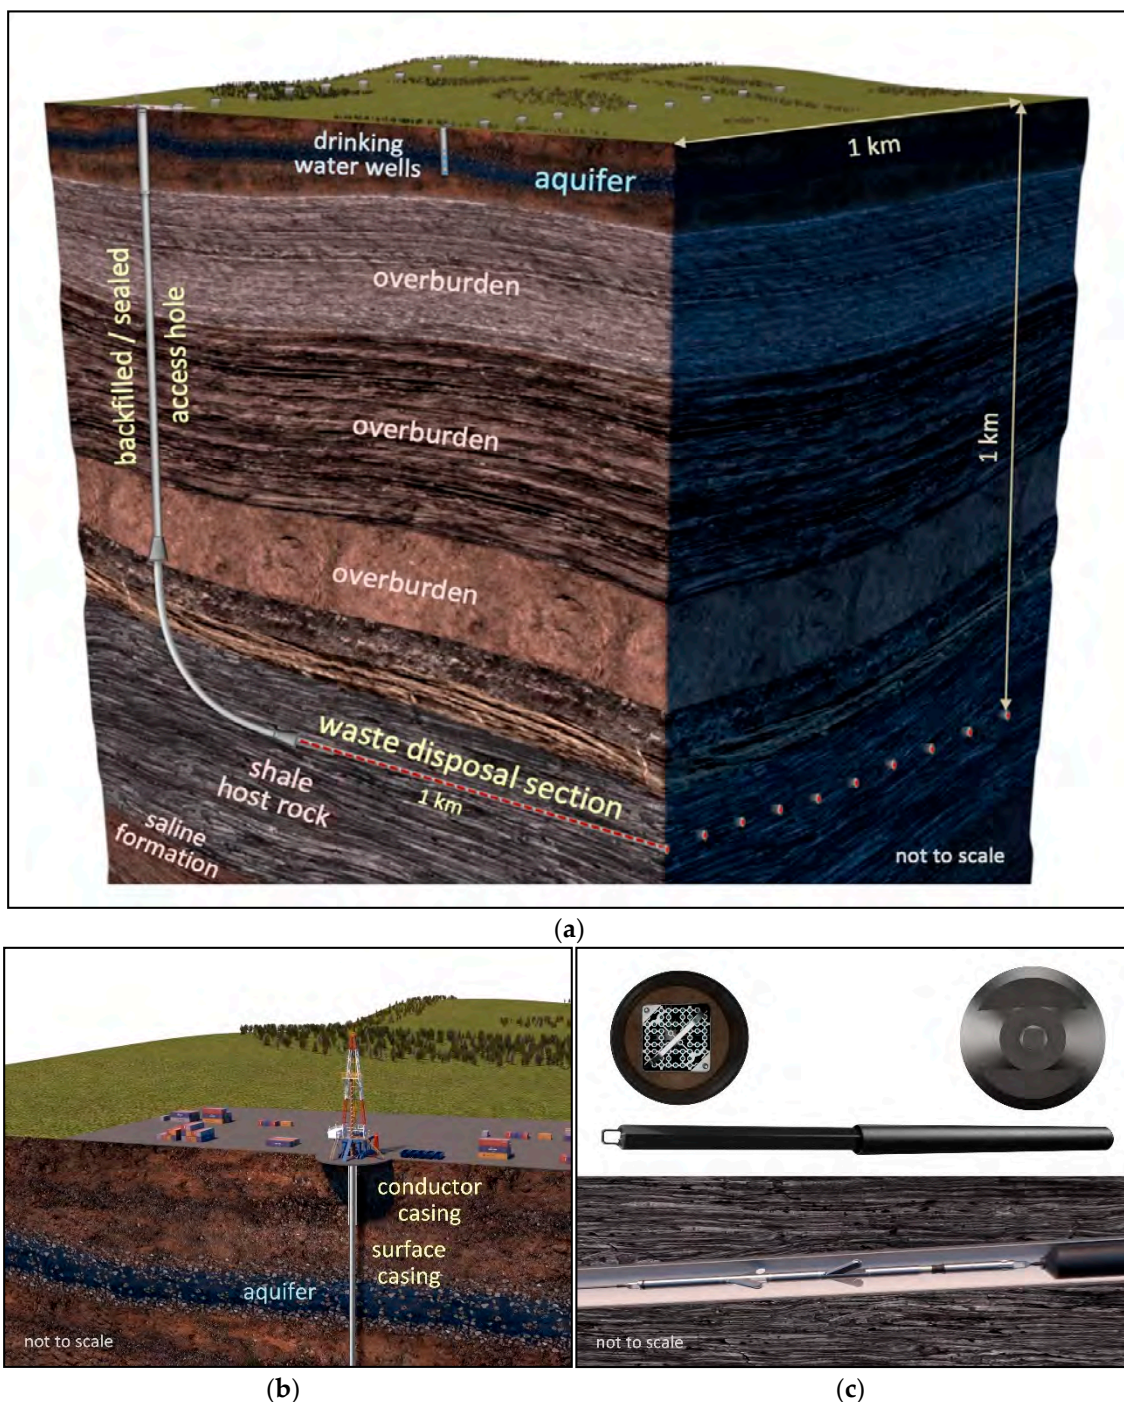 drinking
water wells
aquifer
1 km
overburden
backfilled / sealed
access hole
1 km
overburden
overburden
waste disposal section
1 km
shale
host rock
saline
formation
not to scale
(a)
conductor
casing
surface
casing
aquifer
not to scale
not to scale
(b)
(c)